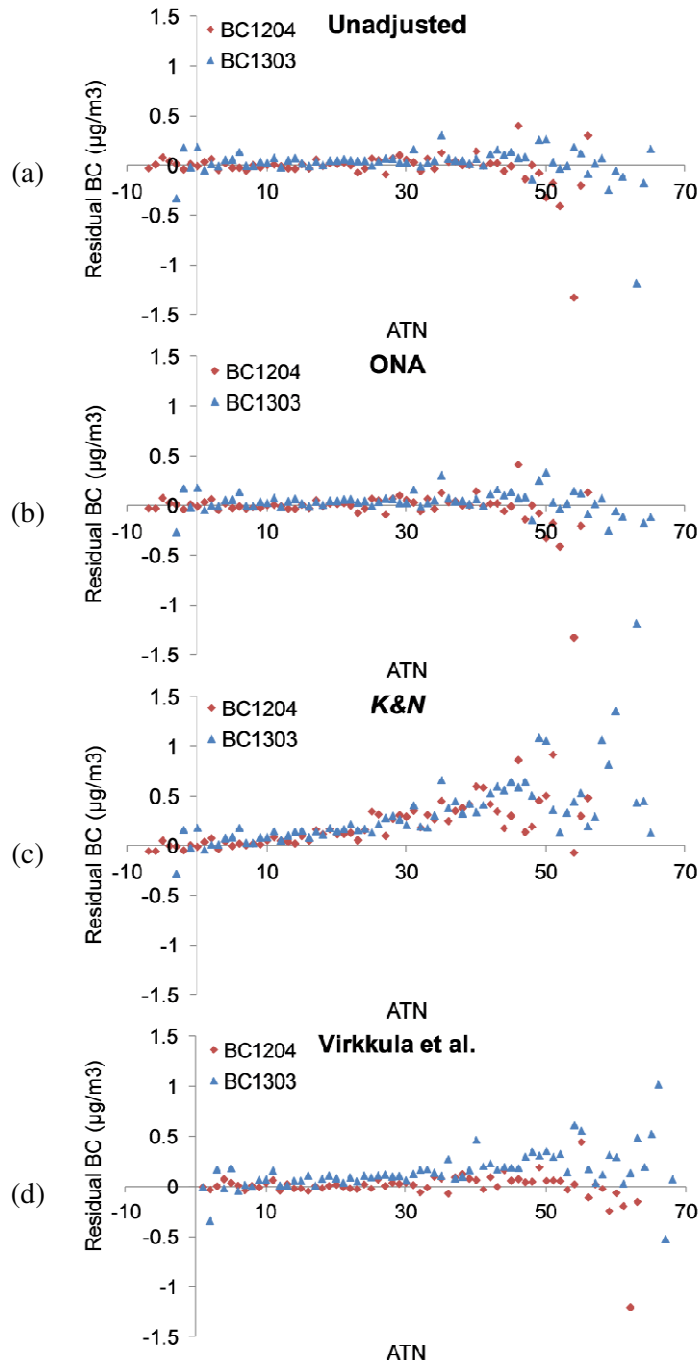 1.5
Unadjusted
BC1204
1
BC1303
0.5
(a)
0
-10
10
30
50
70
-0.5
-1
-1.5
Residual BC (µg/m3)
ATN
1.5
ONA
BC1204
1
BC1303
0.5
(b)
0
-10
10
30
50
70
-0.5
-1
-1.5
Residual BC (µg/m3)
ATN
1.5
K&N
BC1204
1
BC1303
0.5
(c)
0
-10
10
30
50
70
-0.5
-1
-1.5
Residual BC (µg/m3)
ATN
1.5
Virkkula et al.
BC1204
1
BC1303
0.5
(d)
0
-10
10
30
50
70
-0.5
-1
-1.5
Residual BC (µg/m3)
ATN